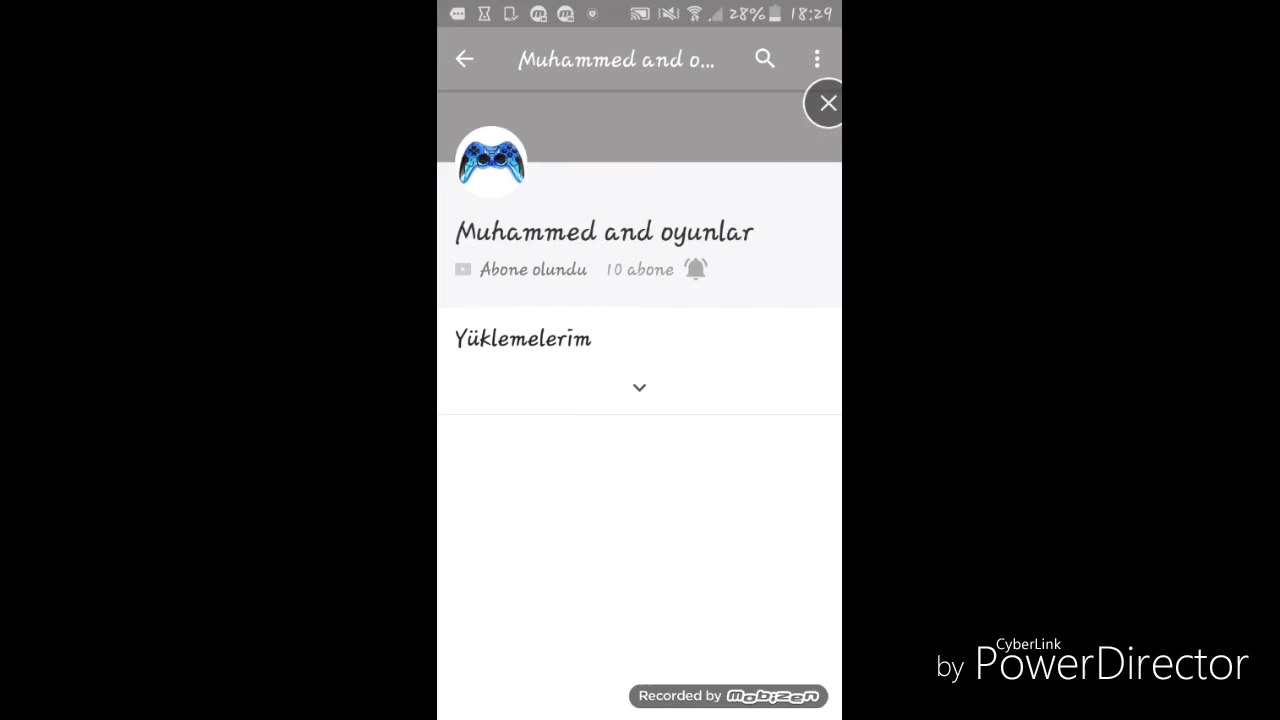 28% 18:29
Muhammed and o...
Muhammed and oyunlar
Abone olundu 10 abone
Yüklemelerim
CyberLink
by PowerDirector
Recorded by mobizen